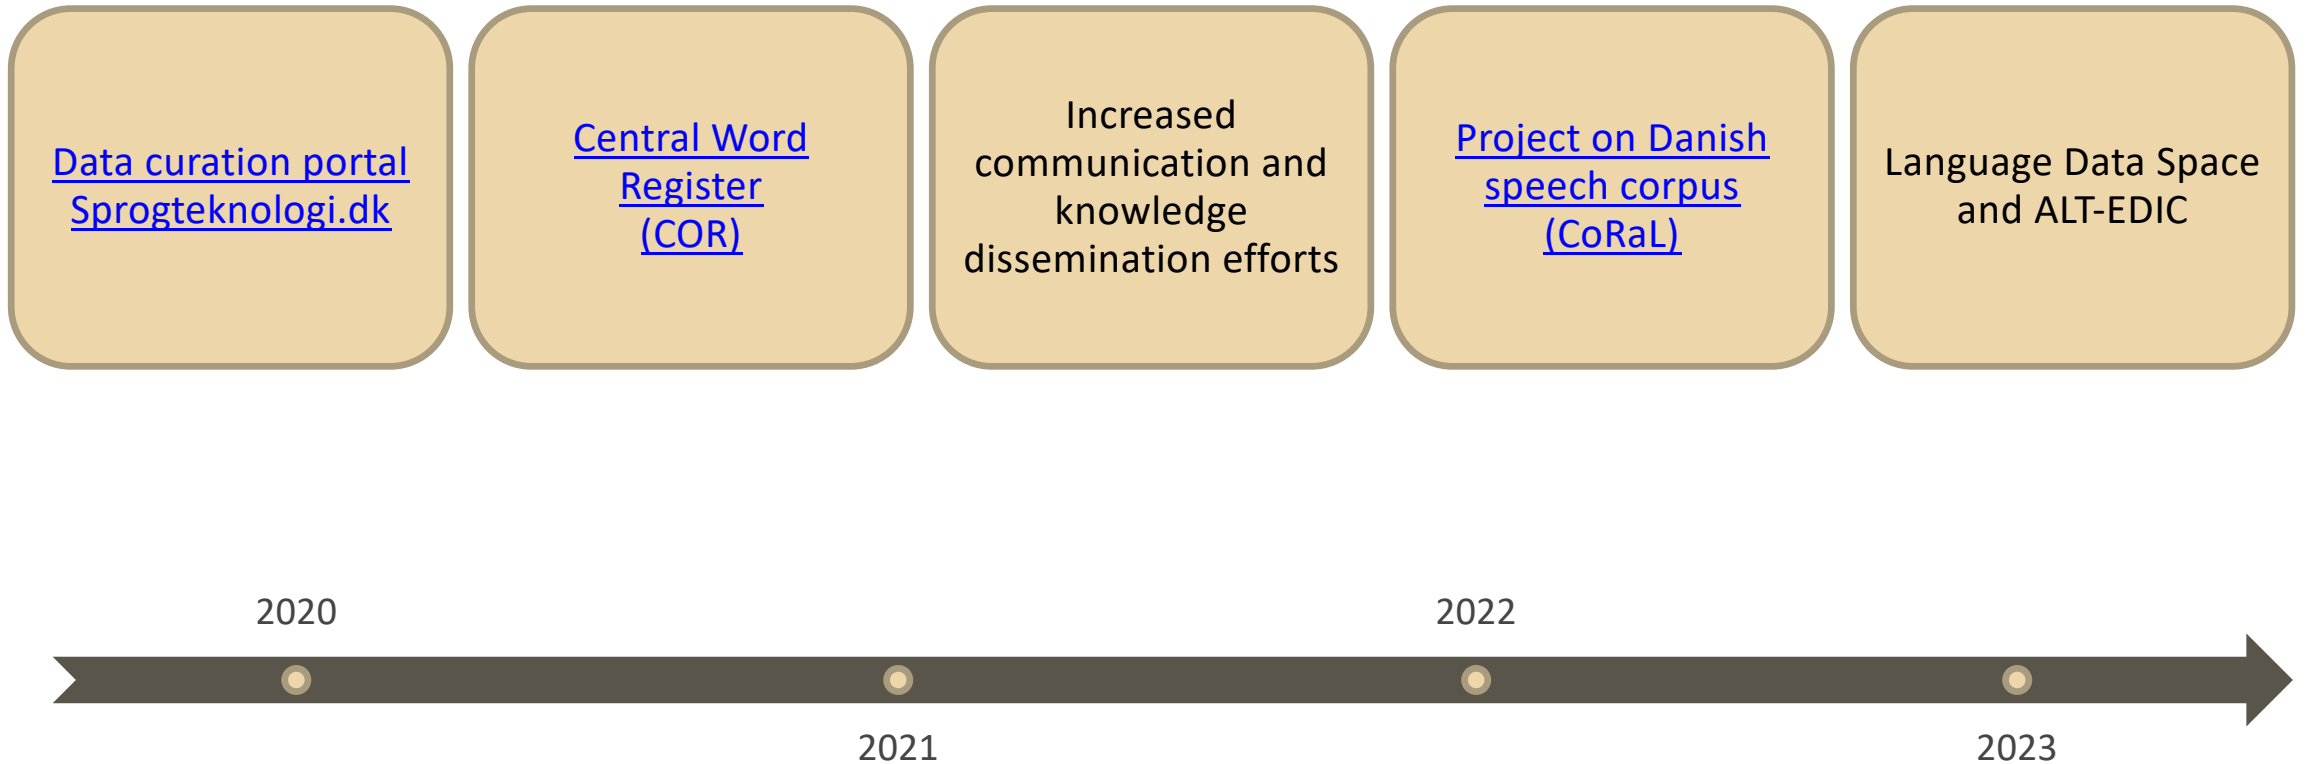 Data curation portal
Sprogteknologi.dk
Central Word
Register
(COR)
Increased
communication and
knowledge
dissemination efforts
Project on Danish
speech corpus
(CoRaL)
Language Data Space
and ALT-EDIC
2020
2021
2022
2023